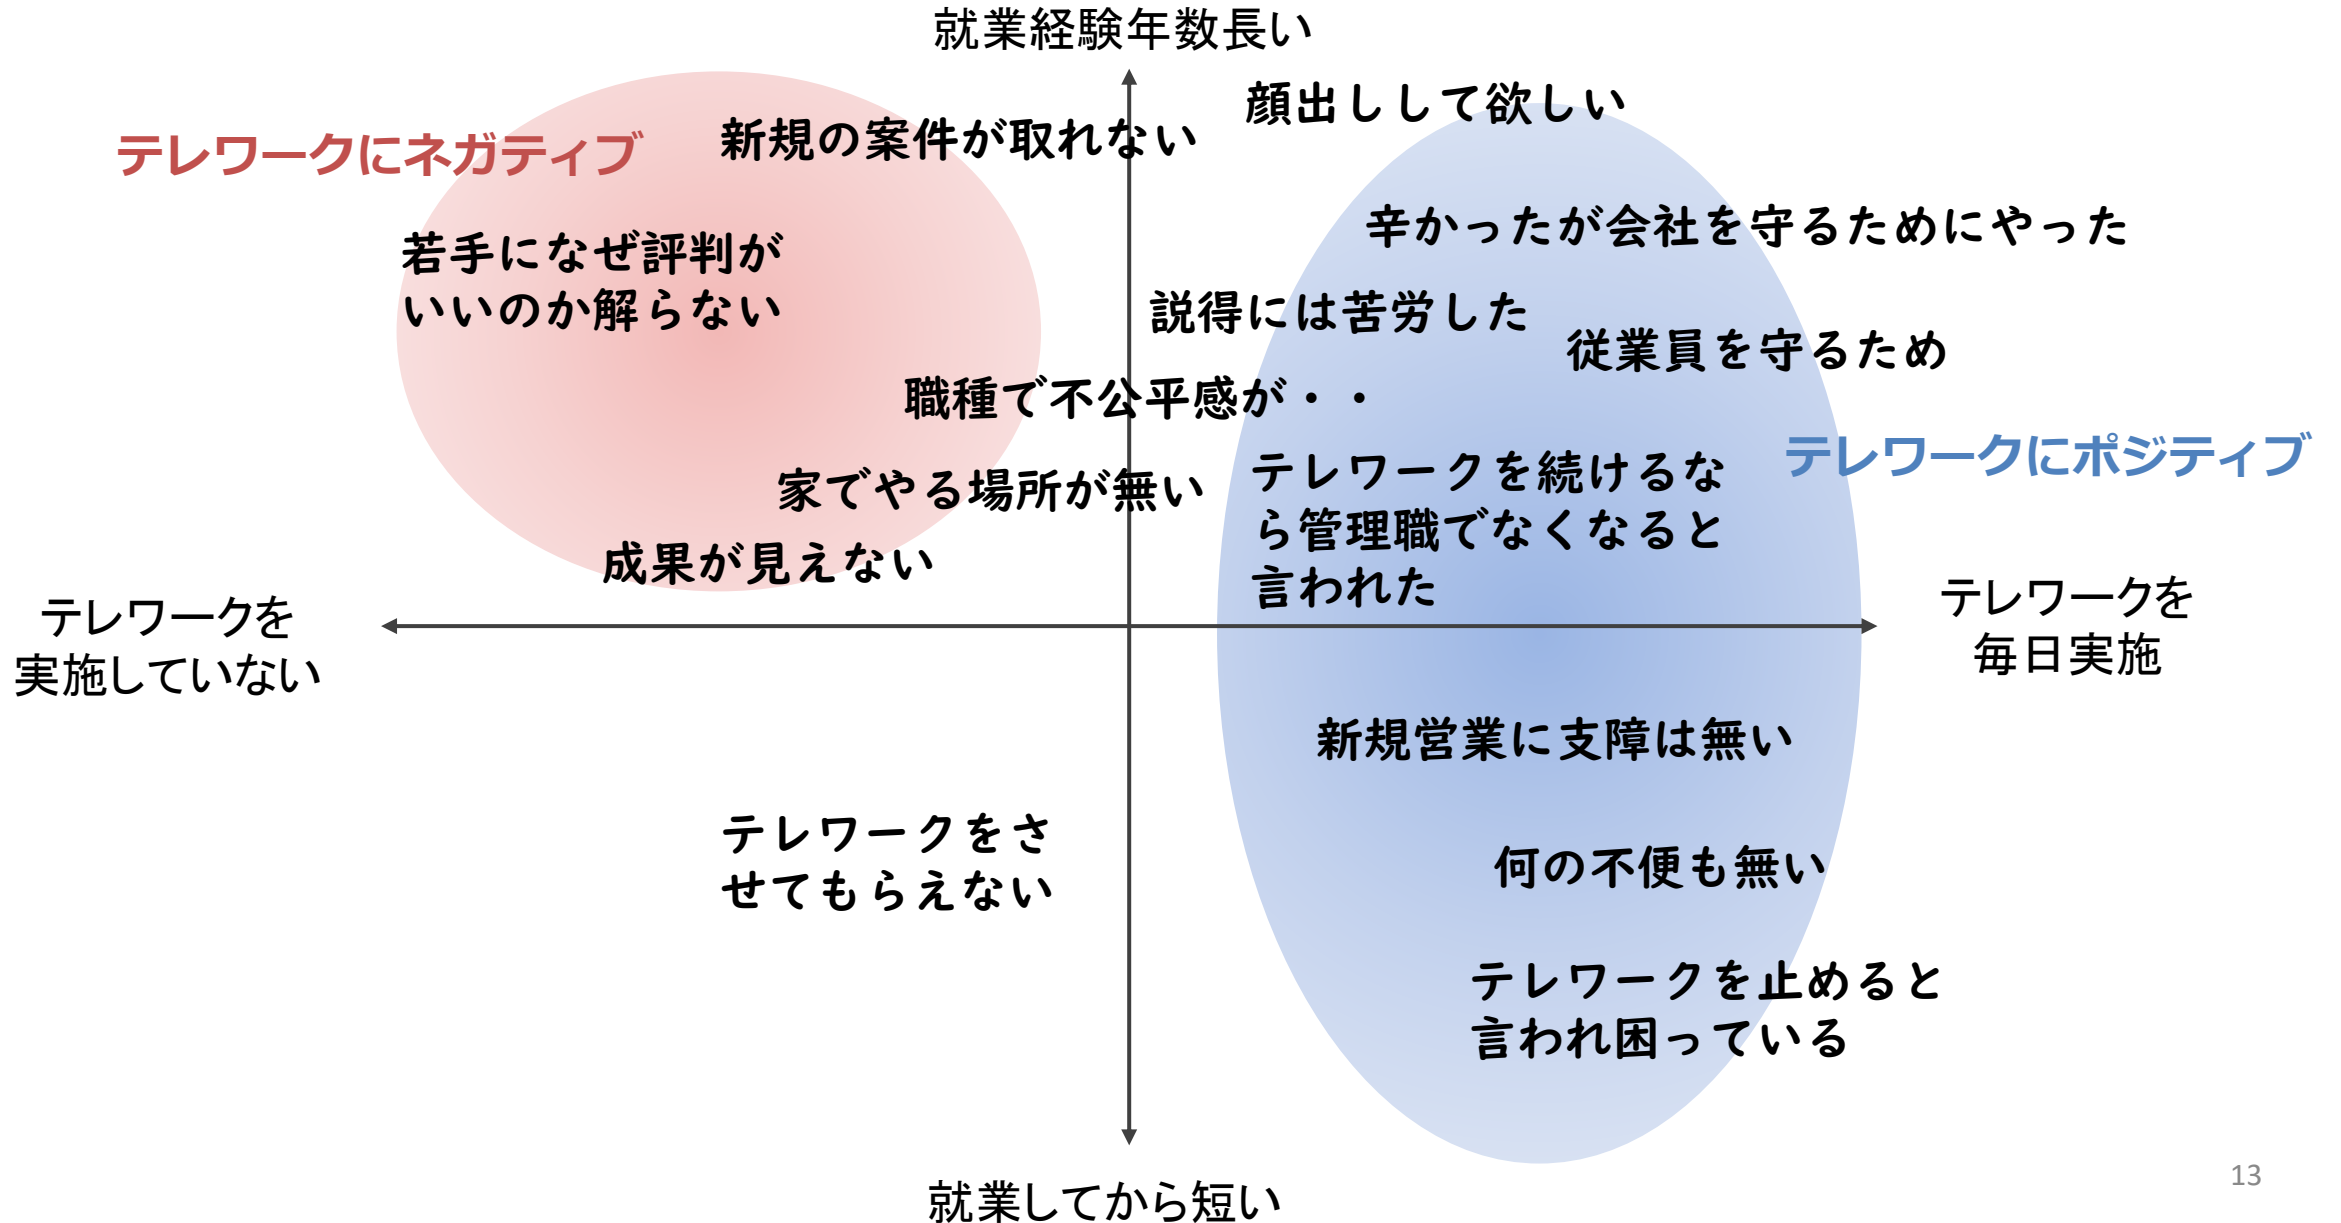 就業経験年数長い
顔出しして欲しい
新規の案件が取れない
テレワークにネガティブ
辛かったが会社を守るためにやった
若手になぜ評判が
いいのか解らない
説得には苦労した
従業員を守るため
職種で不公平感が・・
テレワークにポジティブ
家でやる場所が無い
テレワークを続けるな
ら管理職でなくなると
言われた
成果が見えない
テレワークを
実施していない
テレワークを
毎日実施
新規営業に支障は無い
テレワークをさ
せてもらえない
何の不便も無い
テレワークを止めると
言われ困っている
就業してから短い
13